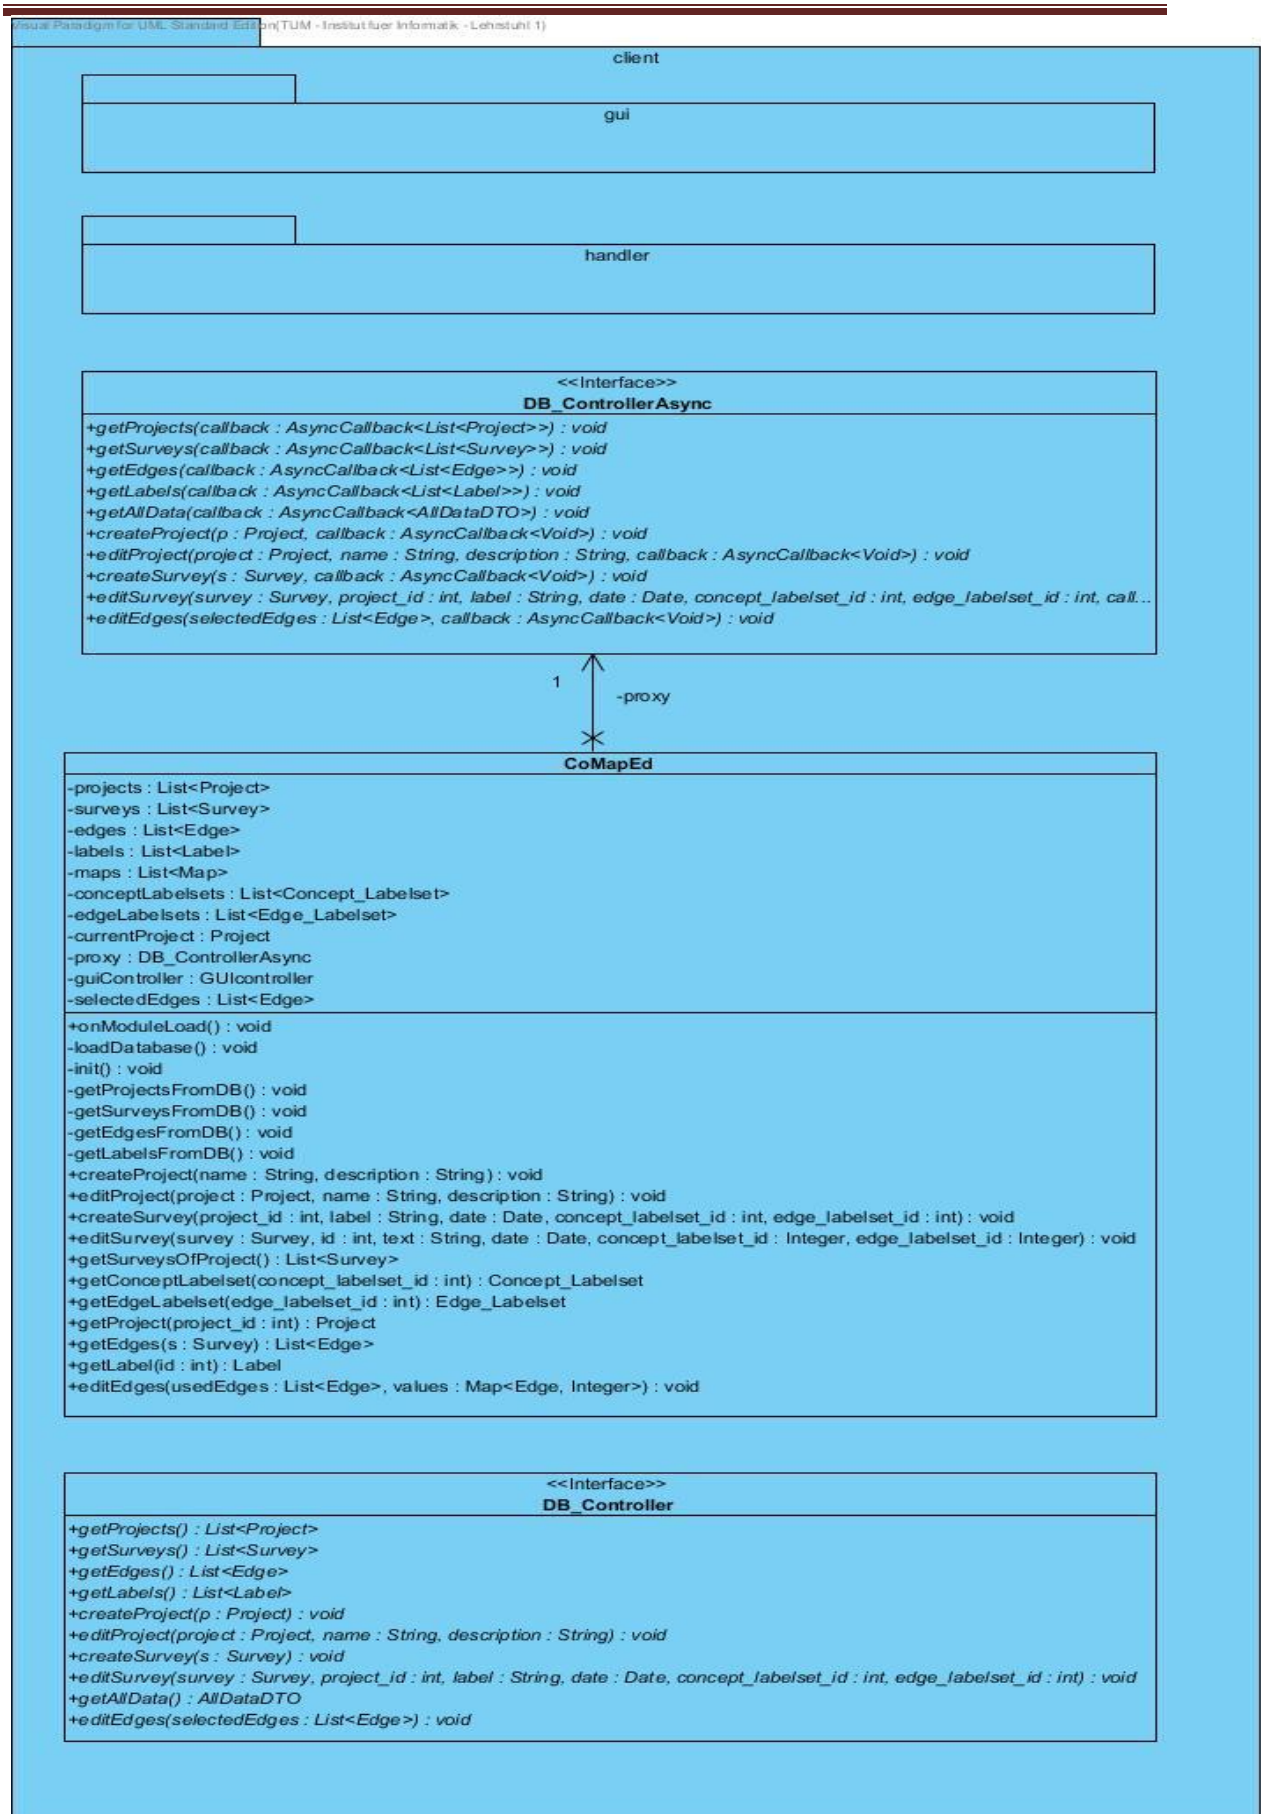 Visual Paradigm for UML Standard Edition(TUM - Institut fuer Informatik - Lehrstuhl 1)
client
gui
handler
<<Interface>>
DB_ControllerAsync
+getProjects(callback : AsyncCallback<List<Project>>) : void
+getSurveys(callback : AsyncCallback<List<Survey>>) : void
+getEdges(callback : AsyncCallback<List<Edge>>) : void
+getLabels(callback : AsyncCallback<List<Label>>) : void
+getAllData(callback : AsyncCallback<AllDataDTO>) : void
+createProject(p : Project, callback : AsyncCallback<Void>) : void
+editProject(project : Project, name : String, description : String, callback : AsyncCallback<Void>) : void
+createSurvey(s : Survey, callback : AsyncCallback<Void>) : void
+editSurvey(survey : Survey, project_id : int, label : String, date : Date, concept_labelset_id : int, edge_labelset_id : int, call...
+editEdges(selectedEdges : List<Edge>, callback : AsyncCallback<Void>) : void
1
-proxy
CoMapEd
-projects : List<Project>
-surveys : List<Survey>
-edges : List<Edge>
-labels : List<Label>
-maps : List<Map>
-conceptLabelsets : List<Concept_Labelset>
-edgeLabelsets : List<Edge_Labelset>
-currentProject : Project
-proxy : DB_ControllerAsync
-guiController : GUIcontroller
-selectedEdges : List<Edge>
+onModuleLoad() : void
-loadDatabase() : void
-init() : void
-getProjectsFromDB() : void
-getSurveysFromDB() : void
-getEdgesFromDB() : void
-getLabelsFromDB() : void
+createProject(name : String, description : String) : void
+editProject(project : Project, name : String, description : String) : void
+createSurvey(project_id : int, label : String, date : Date, concept_labelset_id : int, edge_labelset_id : int) : void
+editSurvey(survey : Survey, id : int, text : String, date : Date, concept_labelset_id : Integer, edge_labelset_id : Integer) : void
+getSurveysOfProject() : List<Survey>
+getConceptLabelset(concept_labelset_id : int) : Concept_Labelset
+getEdgeLabelset(edge_labelset_id : int) : Edge_Labelset
+getProject(project_id : int) : Project
+getEdges(s : Survey) : List<Edge>
+getLabel(id : int) : Label
+editEdges(usedEdges : List<Edge>, values : Map<Edge, Integer>) : void
<<Interface>>
DB_Controller
+getProjects() : List<Project>
+getSurveys() : List<Survey>
+getEdges() : List<Edge>
+getLabels() : List<Label>
+createProject(p : Project) : void
+editProject(project : Project, name : String, description : String) : void
+createSurvey(s : Survey) : void
+editSurvey(survey : Survey, project_id : int, label : String, date : Date, concept_labelset_id : int, edge_labelset_id : int) : void
+getAllData() : AllDataDTO
+editEdges(selectedEdges : List<Edge>) : void